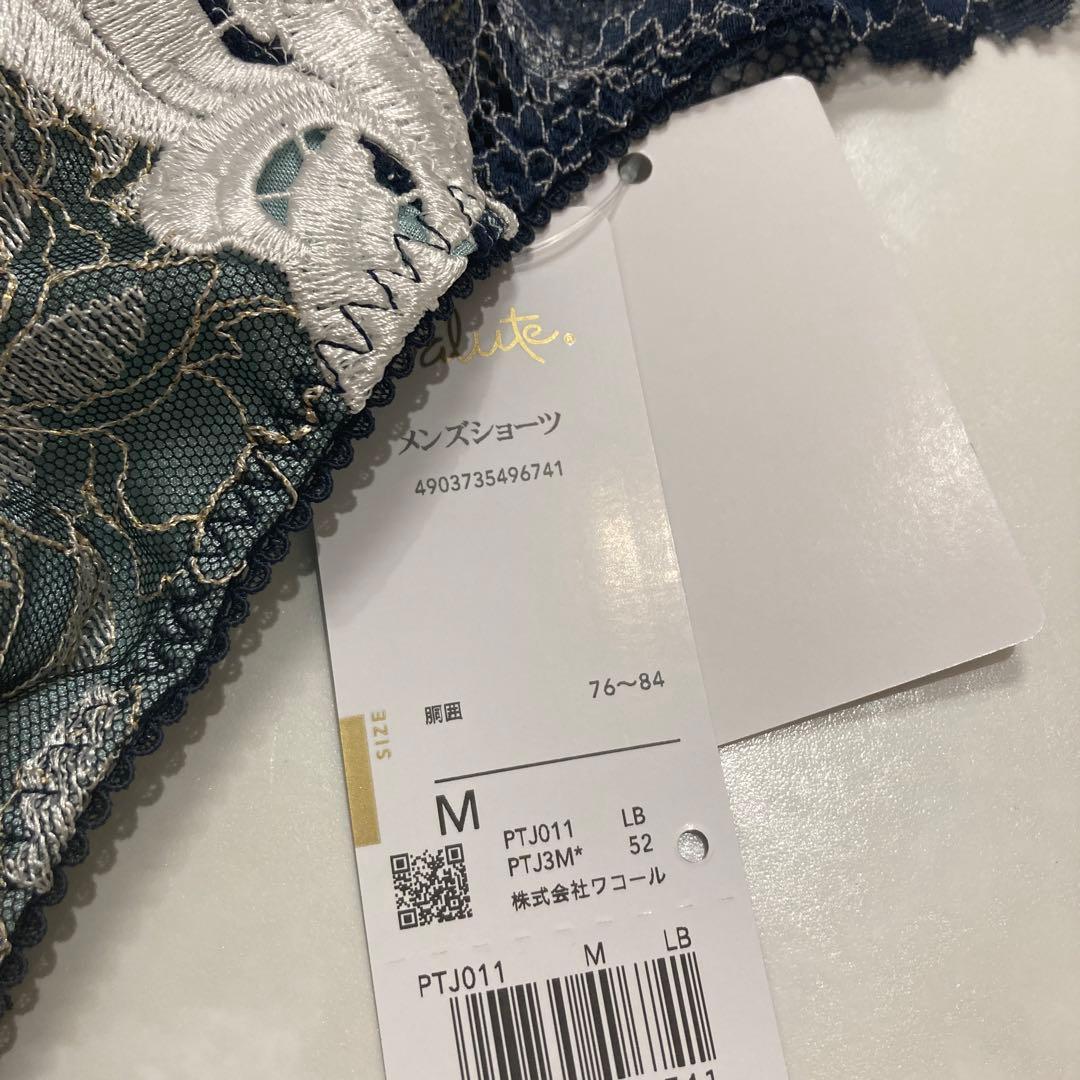 alute®
メンズショーツ
4903735496741
胴囲 76～84
SIZE
M
PTJ011 LB
PTJ3M* 52
株式会社ワコール
PTJ011 M LB